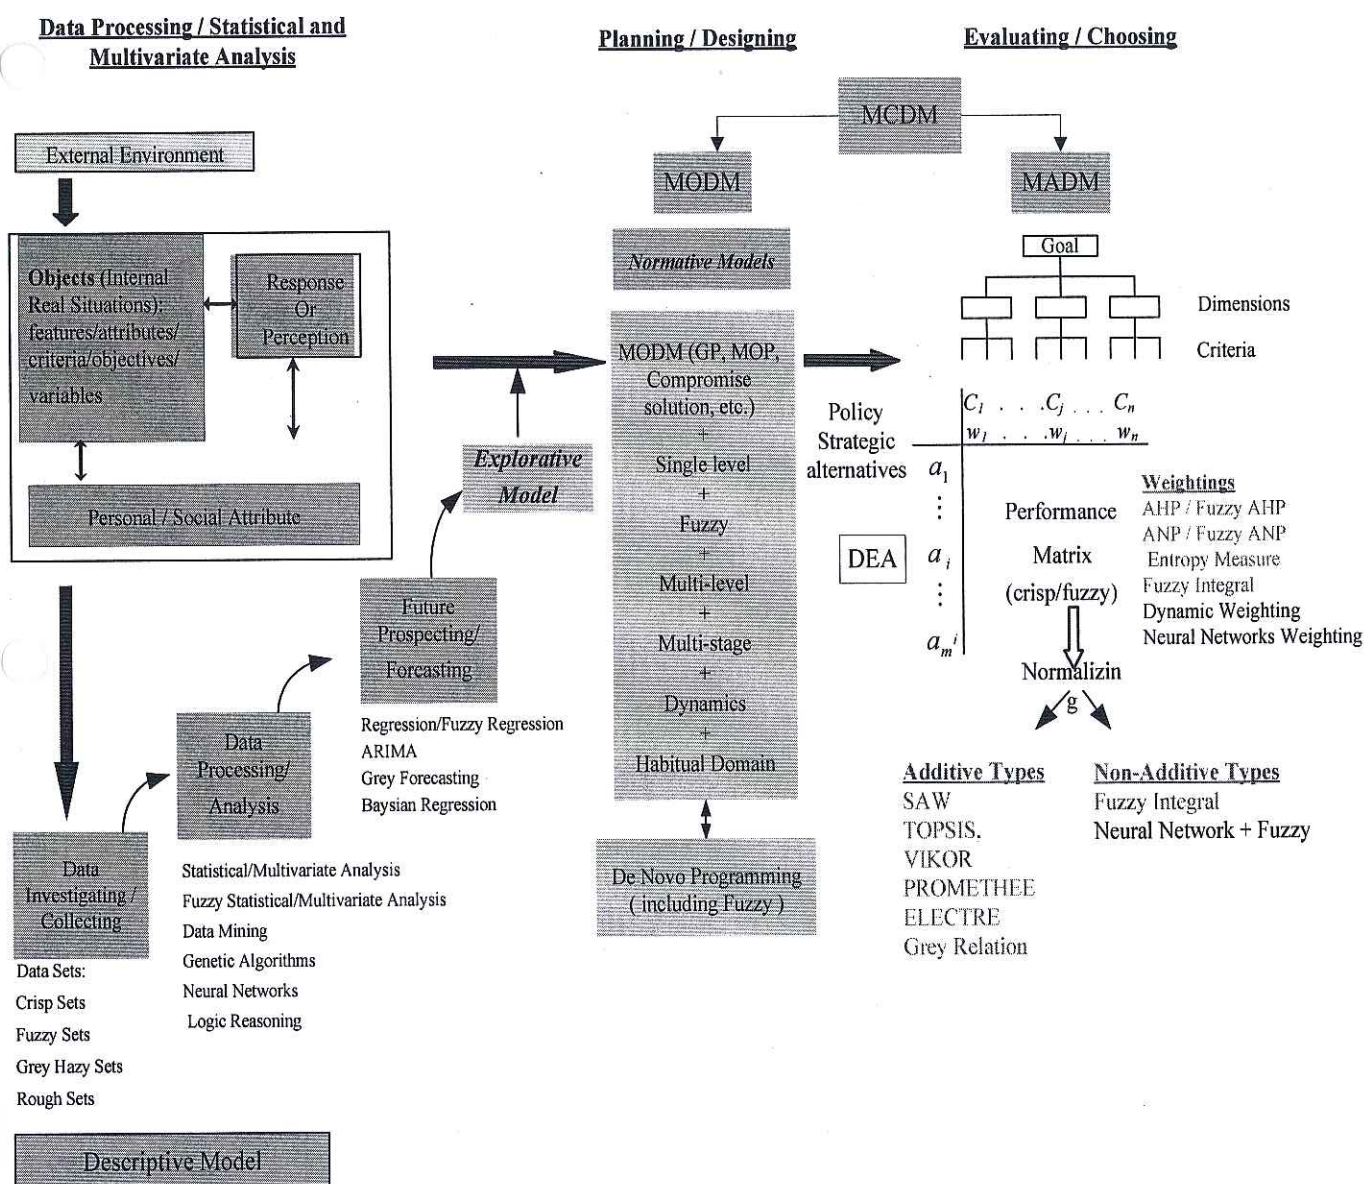 Data Processing / Statistical and
Multivariate Analysis
Planning / Designing
Evaluating / Choosing
External Environment
Objects (Internal
Real Situations):
features/attributes/
criteria/objectives/
variables
Response
Or
Perception
Personal / Social Attribute
Data
Investigating /
Collecting
Data Sets:
Crisp Sets
Fuzzy Sets
Grey Hazy Sets
Rough Sets
Descriptive Model
Data
Processing/
Analysis
Statistical/Multivariate Analysis
Fuzzy Statistical/Multivariate Analysis
Data Mining
Genetic Algorithms
Neural Networks
Logic Reasoning
Future
Prospecting/
Forcasting
Regression/Fuzzy Regression
ARIMA
Grey Forecasting
Baysian Regression
Explorative
Model
MCDM
MODM
MADM
Normative Models
MODM (GP, MOP,
Compromise
solution, etc.)
+
Single level
+
Fuzzy
+
Multi-level
+
Multi-stage
+
Dynamics
+
Habitual Domain
De Novo Programming
( including Fuzzy )
Goal
Dimensions
Criteria
Policy
Strategic
alternatives
DEA
C1 . . .Cj . . . Cn
w1 . . .wj . . . wn
a1
⋮
ai
⋮
am i
Performance
Matrix
(crisp/fuzzy)
Normalizin
g
Weightings
AHP / Fuzzy AHP
ANP / Fuzzy ANP
Entropy Measure
Fuzzy Integral
Dynamic Weighting
Neural Networks Weighting
Additive Types
SAW
TOPSIS.
VIKOR
PROMETHEE
ELECTRE
Grey Relation
Non-Additive Types
Fuzzy Integral
Neural Network + Fuzzy